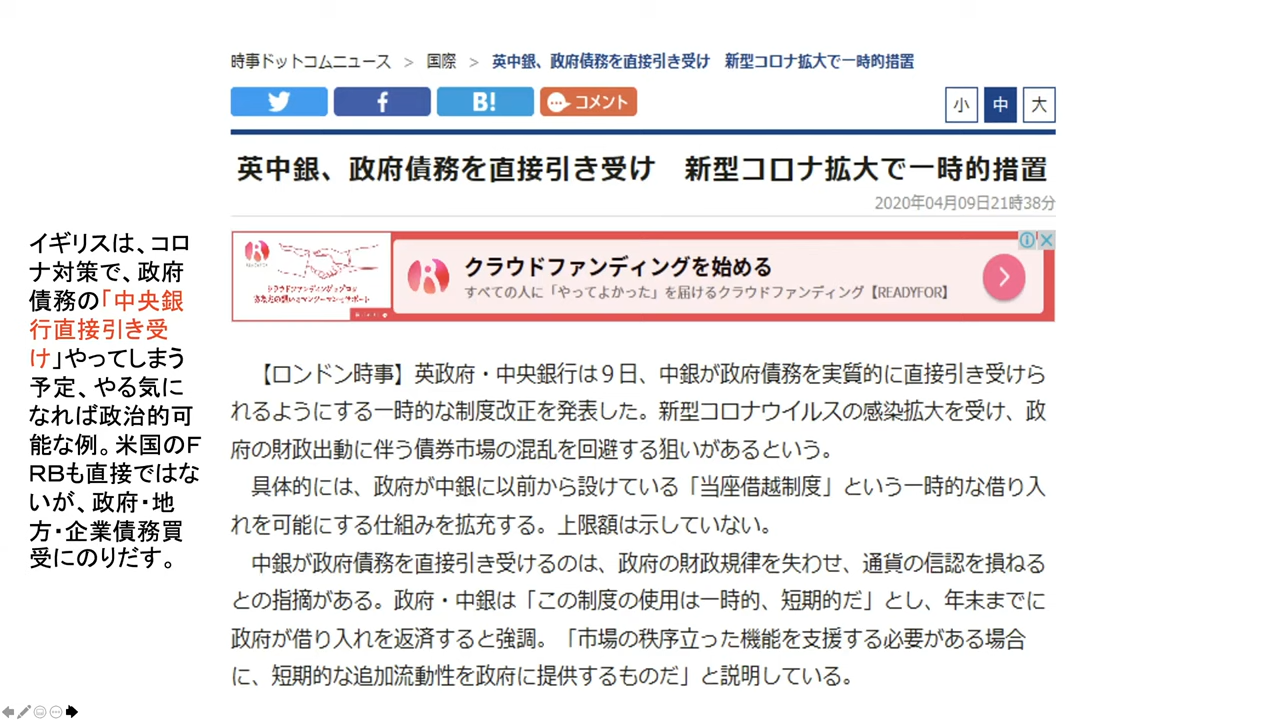 時事ドットコムニュース > 国際 > 英中銀、政府債務を直接引き受け 新型コロナ拡大で一時的措置
B!
コメント
小 中 大
英中銀、政府債務を直接引き受け 新型コロナ拡大で一時的措置
2020年04月09日21時38分
クラウドファンディングを始める
すべての人に「やってよかった」を届けるクラウドファンディング【READYFOR】
イギリスは、コロ
ナ対策で、政府
債務の「中央銀
行直接引き受
け」やってしまう
予定、やる気に
なれば政治的可
能な例。米国のF
RBも直接ではな
いが、政府・地
方・企業債務買
受にのりだす。
【ロンドン時事】英政府・中央銀行は9日、中銀が政府債務を実質的に直接引き受けら
れるようにする一時的な制度改正を発表した。新型コロナウイルスの感染拡大を受け、政
府の財政出動に伴う債券市場の混乱を回避する狙いがあるという。
具体的には、政府が中銀に以前から設けている「当座借越制度」という一時的な借り入
れを可能にする仕組みを拡充する。上限額は示していない。
中銀が政府債務を直接引き受けるのは、政府の財政規律を失わせ、通貨の信認を損ねる
との指摘がある。政府・中銀は「この制度の使用は一時的、短期的だ」とし、年末までに
政府が借り入れを返済すると強調。「市場の秩序立った機能を支援する必要がある場合
に、短期的な追加流動性を政府に提供するものだ」と説明している。